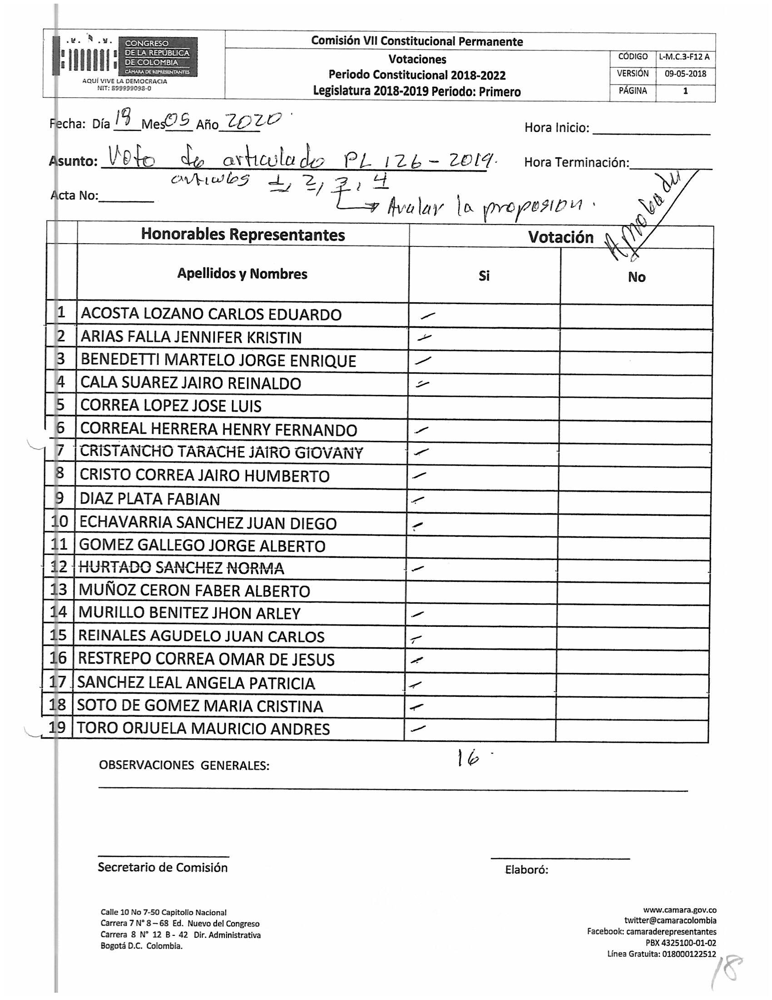 CONGRESO
DE LA REPÚBLICA
DE COLOMBIA
CÁMARA DE REPRESENTANTES
AQUÍ VIVE LA DEMOCRACIA
NIT: 899999098-0
Comisión VII Constitucional Permanente
Votaciones
Periodo Constitucional 2018-2022
Legislatura 2018-2019 Periodo: Primero
CÓDIGO L-M.C.3-F12 A
VERSIÓN 09-05-2018
PÁGINA 1
Fecha: Día 19 Mes 05 Año 2020
Hora Inicio:
Asunto: Voto de articulado PL 126-2019.
Hora Terminación:
articulos 1, 2, 3, 4
Acta No:
Avalar la proposion.
Aprobado
Honorables Representantes Votación
Apellidos y Nombres Si No
1 ACOSTA LOZANO CARLOS EDUARDO
2 ARIAS FALLA JENNIFER KRISTIN
3 BENEDETTI MARTELO JORGE ENRIQUE
4 CALA SUAREZ JAIRO REINALDO
5 CORREA LOPEZ JOSE LUIS
6 CORREAL HERRERA HENRY FERNANDO
7 CRISTANCHO TARACHE JAIRO GIOVANY
8 CRISTO CORREA JAIRO HUMBERTO
9 DIAZ PLATA FABIAN
10 ECHAVARRIA SANCHEZ JUAN DIEGO
11 GOMEZ GALLEGO JORGE ALBERTO
12 HURTADO SANCHEZ NORMA
13 MUÑOZ CERON FABER ALBERTO
14 MURILLO BENITEZ JHON ARLEY
15 REINALES AGUDELO JUAN CARLOS
16 RESTREPO CORREA OMAR DE JESUS
17 SANCHEZ LEAL ANGELA PATRICIA
18 SOTO DE GOMEZ MARIA CRISTINA
19 TORO ORJUELA MAURICIO ANDRES
16
OBSERVACIONES GENERALES:
Secretario de Comisión
Elaboró:
Calle 10 No 7-50 Capitolio Nacional
Carrera 7 N° 8 – 68 Ed. Nuevo del Congreso
Carrera 8 N° 12 B - 42 Dir. Administrativa
Bogotá D.C. Colombia.
www.camara.gov.co
twitter@camaracolombia
Facebook: camaraderepresentantes
PBX 4325100-01-02
Línea Gratuita: 018000122512
18